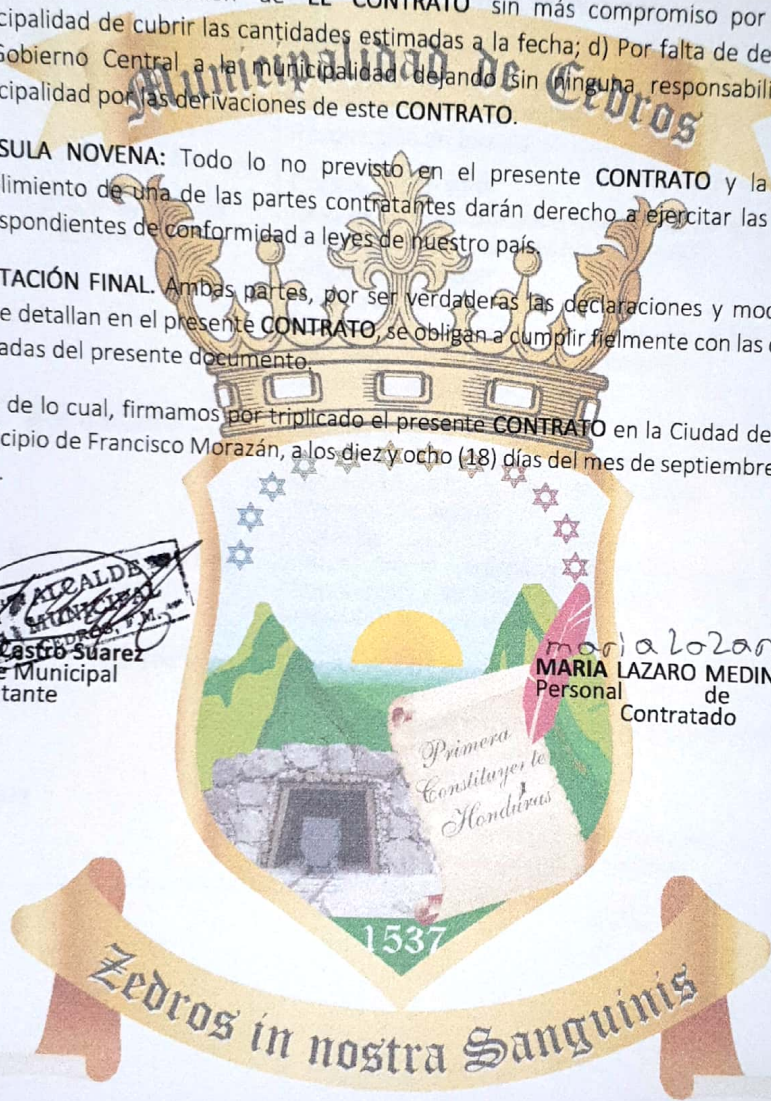 EL CONTRATO sin más compromiso por
cipalidad de cubrir las cantidades estimadas a la fecha; d) Por falta de de
Gobierno Central a la municipalidad dejando sin ninguna responsabili
cipalidad por las derivaciones de este CONTRATO.
Municipalidad de Cedros
SULA NOVENA: Todo lo no previsto en el presente CONTRATO y la
limiento de una de las partes contratantes darán derecho a ejercitar las
spondientes de conformidad a leyes de nuestro país.
TACIÓN FINAL. Ambas partes, por ser verdaderas las declaraciones y mod
e detallan en el presente CONTRATO, se obligan a cumplir fielmente con las
adas del presente documento.
de lo cual, firmamos por triplicado el presente CONTRATO en la Ciudad de
cipio de Francisco Morazán, a los diez y ocho (18) días del mes de septiembre
ALCALDE
MUNICIPAL
CEDROS, F.M.
Castro Suarez
e Municipal
tante
maria lozar
MARIA LAZARO MEDIN
Personal de
Contratado
Primera
Constituyente
Honduras
1537
Zedros in nostra Sanguinis